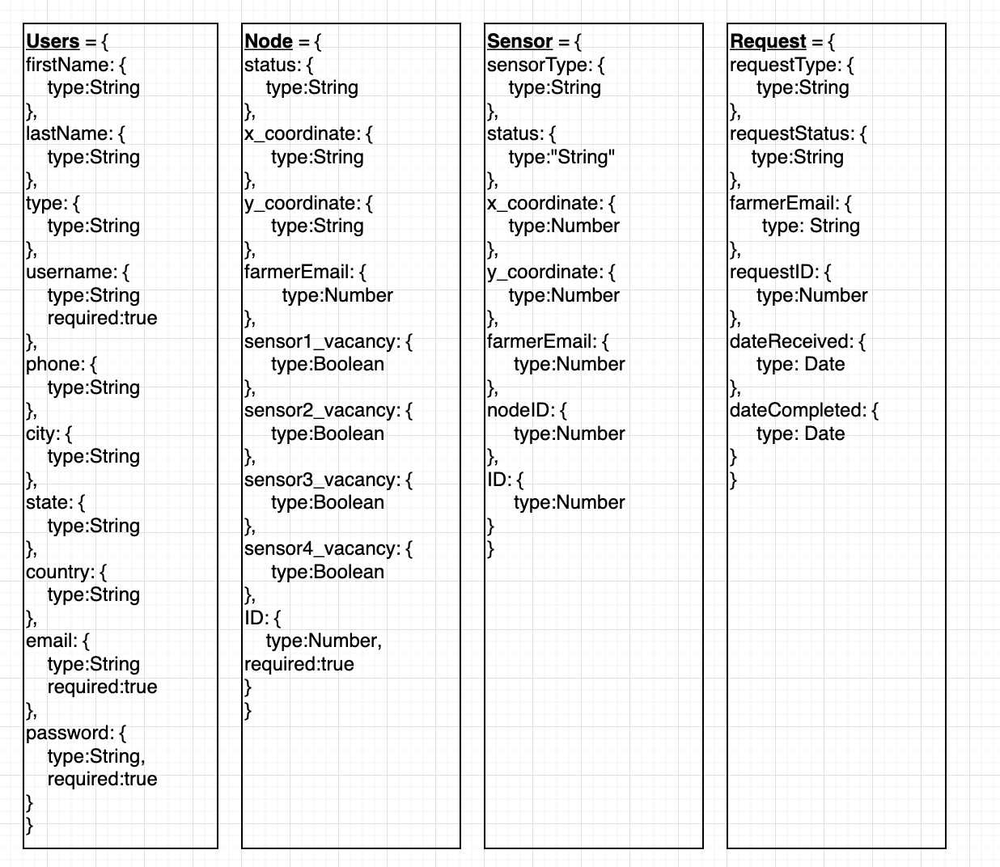 Users = {
firstName: {
type:String
},
lastName: {
type:String
},
type: {
type:String
},
username: {
type:String
required:true
},
phone: {
type:String
},
city: {
type:String
},
state: {
type:String
},
country: {
type:String
},
email: {
type:String
required:true
},
password: {
type:String,
required:true
}
}
Node = {
status: {
type:String
},
x_coordinate: {
type:String
},
y_coordinate: {
type:String
},
farmerEmail: {
type:Number
},
sensor1_vacancy: {
type:Boolean
},
sensor2_vacancy: {
type:Boolean
},
sensor3_vacancy: {
type:Boolean
},
sensor4_vacancy: {
type:Boolean
},
ID: {
type:Number,
required:true
}
}
Sensor = {
sensorType: {
type:String
},
status: {
type:"String"
},
x_coordinate: {
type:Number
},
y_coordinate: {
type:Number
},
farmerEmail: {
type:Number
},
nodeID: {
type:Number
},
ID: {
type:Number
}
}
Request = {
requestType: {
type:String
},
requestStatus: {
type:String
},
farmerEmail: {
type: String
},
requestID: {
type:Number
},
dateReceived: {
type: Date
},
dateCompleted: {
type: Date
}
}